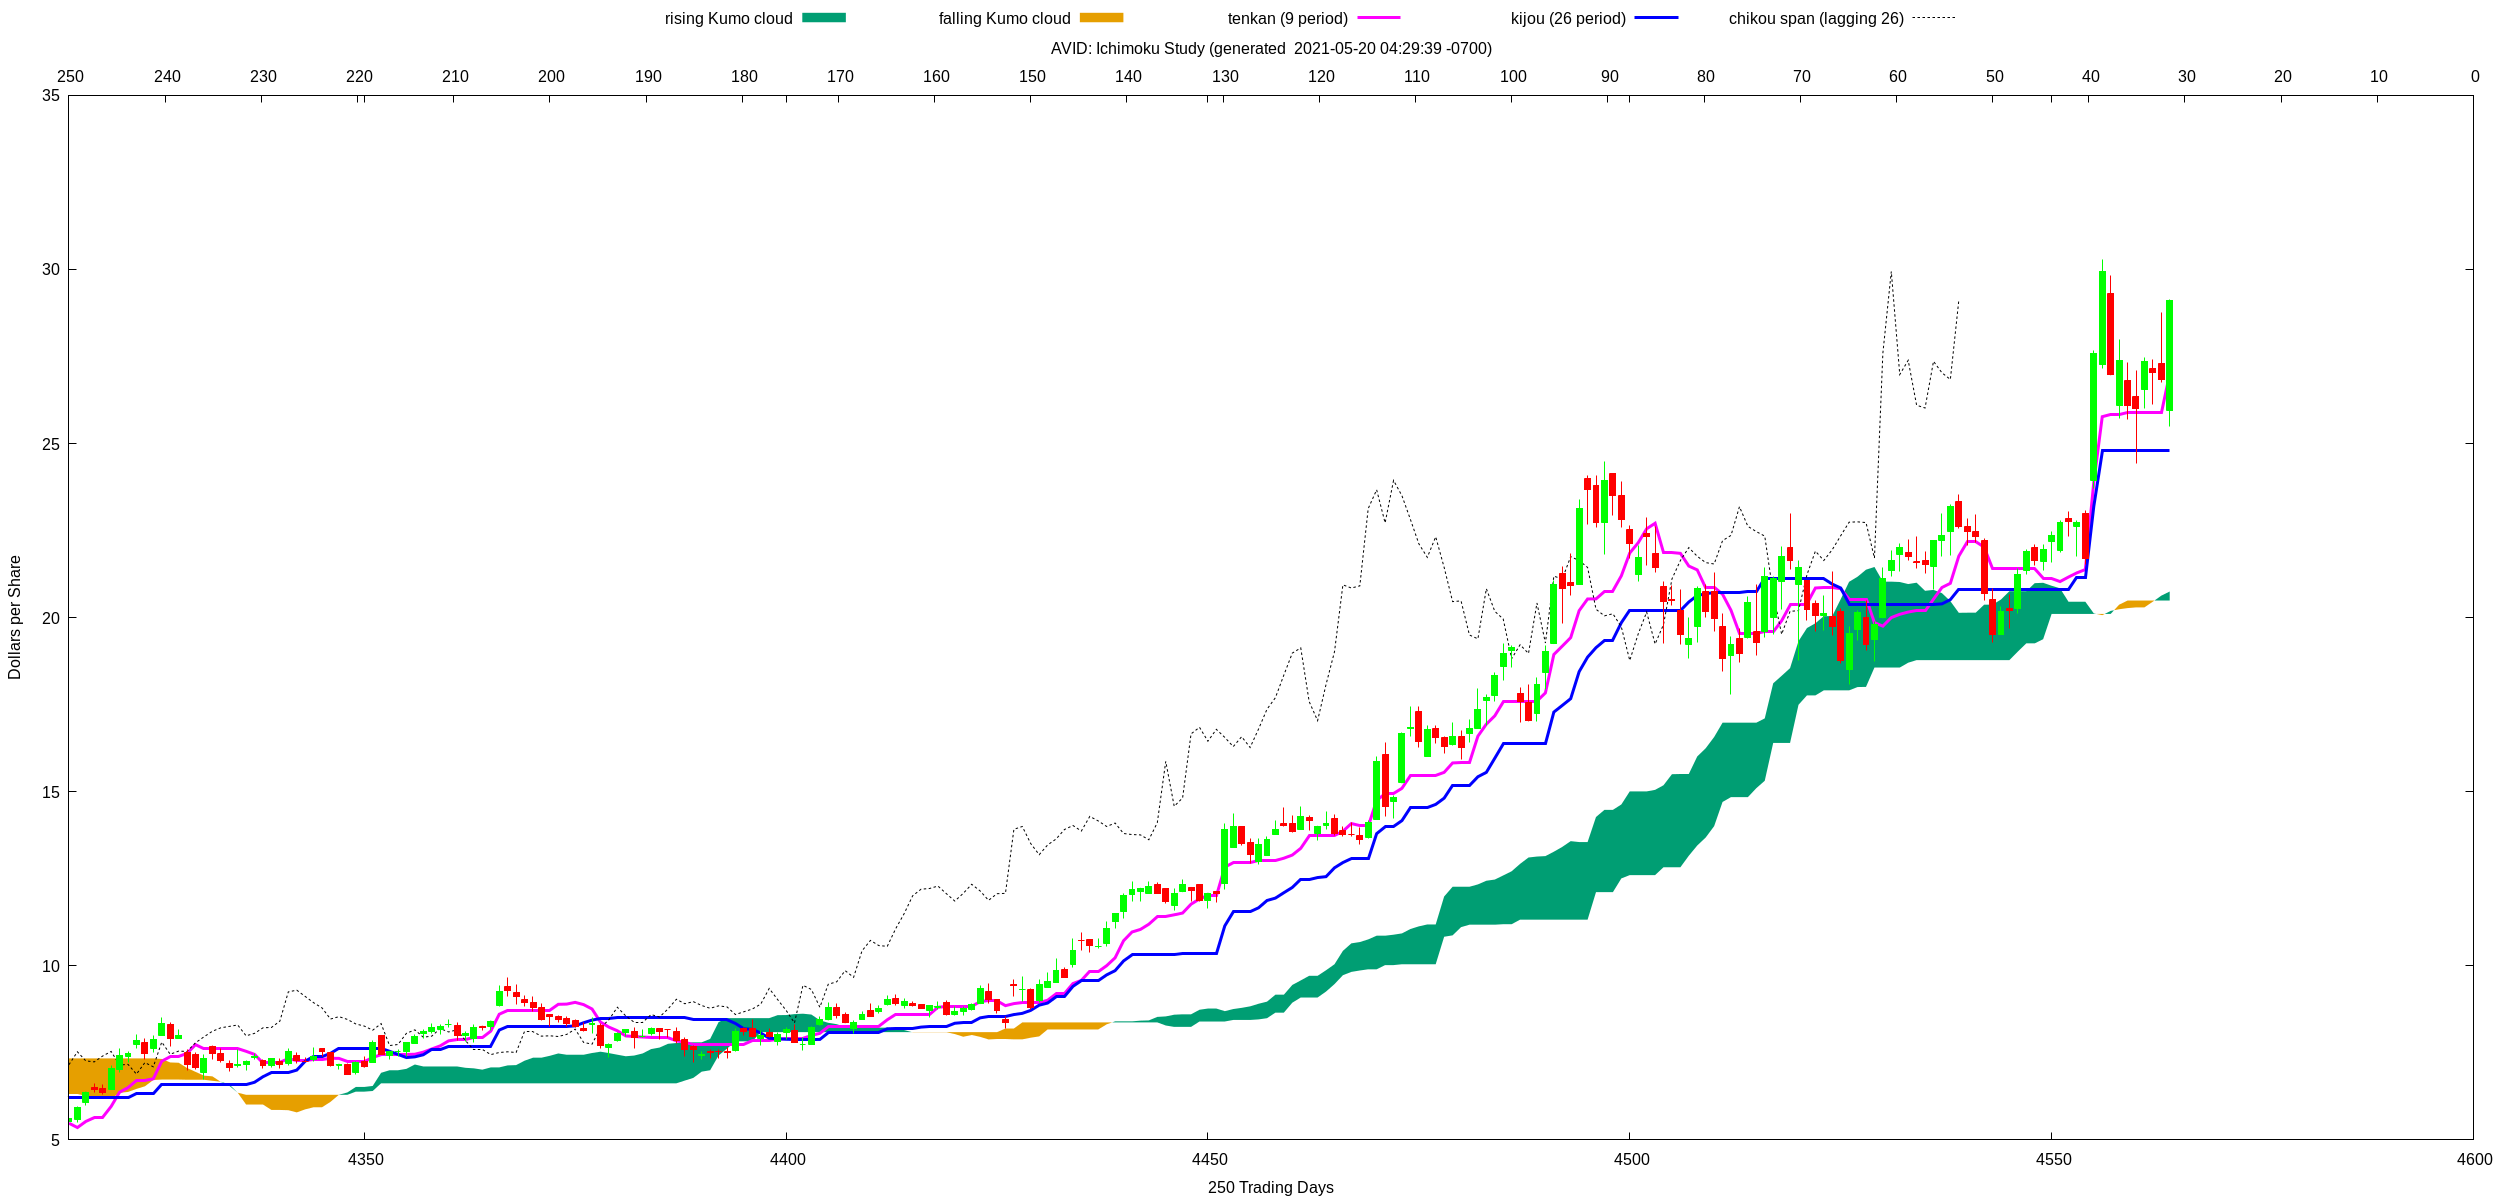 rising Kumo cloud falling Kumo cloud tenkan (9 period) kijou (26 period) chikou span (lagging 26)
AVID: Ichimoku Study (generated  2021-05-20 04:29:39 -0700)
250 240 230 220 210 200 190 180 170 160 150 140 130 120 110 100 90 80 70 60 50 40 30 20 10 0
35
30
25
20
15
10
5
Dollars per Share
4350 4400 4450 4500 4550 4600
250 Trading Days